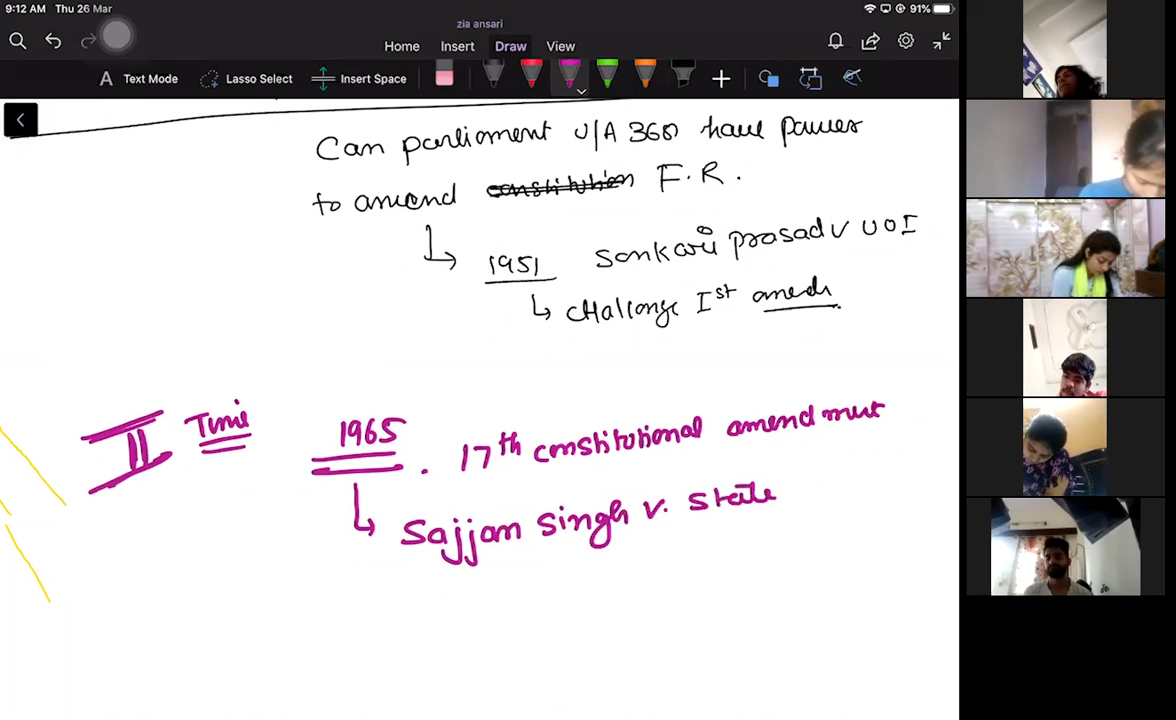 9:12 AM Thu 26 Mar
91%
zia ansari
Home Insert Draw View
Text Mode Lasso Select Insert Space
Can parliament U/A 368 have power
to amend constitution F.R.
1951 Sankari prasad v UOI
challenge Ist amedn
II Time
1965. 17th constitutional amendment
Sajjan Singh v. State